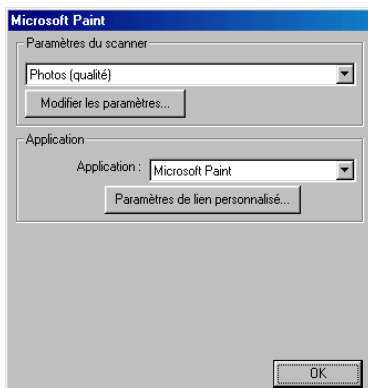 Microsoft Paint
Paramètres du scanner
Photos (qualité)
Modifier les paramètres...
Application
Application : Microsoft Paint
Paramètres de lien personnalisé...
OK